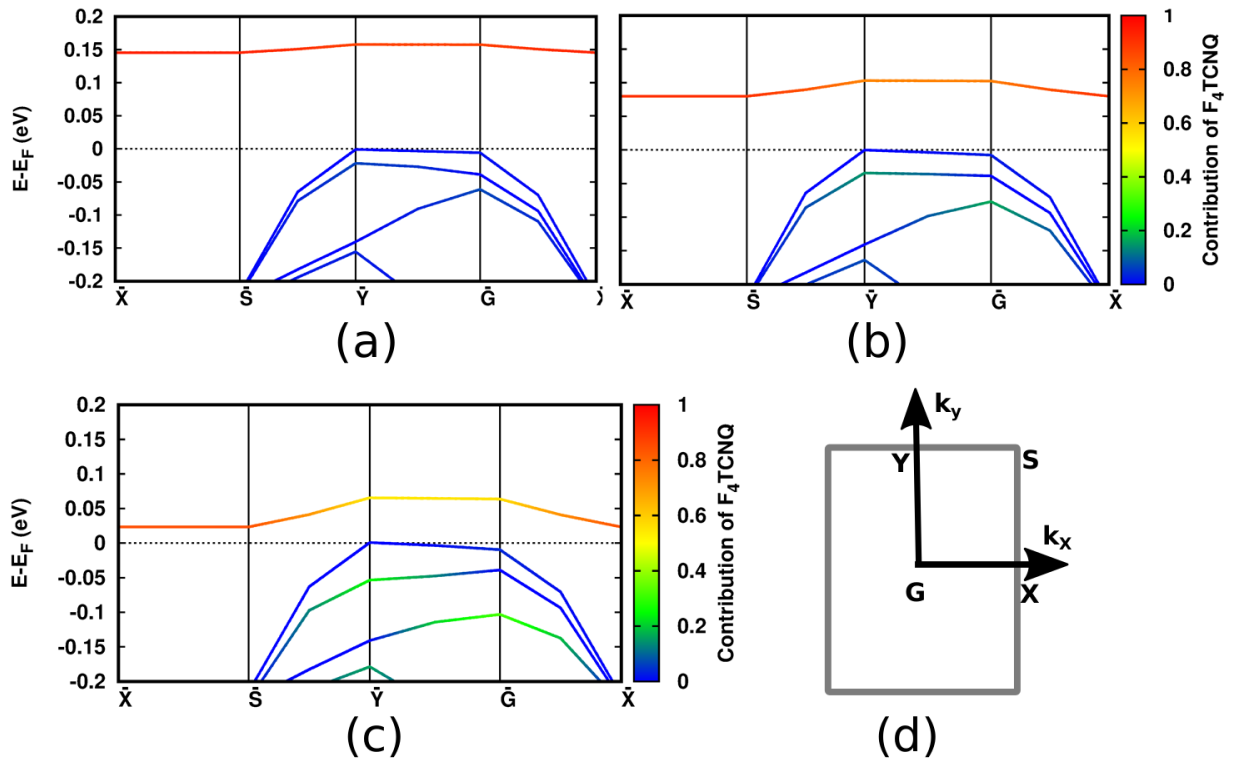 0.2
0.15
0.1
0.05
0
-0.05
-0.1
-0.15
-0.2
E-E_F (eV)
X̄ S̄ Ȳ Ḡ
(a)
0.2
0.15
0.1
0.05
0
-0.05
-0.1
-0.15
-0.2
X̄ S̄ Ȳ Ḡ X̄
1
0.8
0.6
0.4
0.2
0
Contribution of F₄TCNQ
(b)
0.2
0.15
0.1
0.05
0
-0.05
-0.1
-0.15
-0.2
E-E_F (eV)
X̄ S̄ Ȳ Ḡ X̄
1
0.8
0.6
0.4
0.2
0
Contribution of F₄TCNQ
(c)
k_y
Y S
k_X
G X
(d)